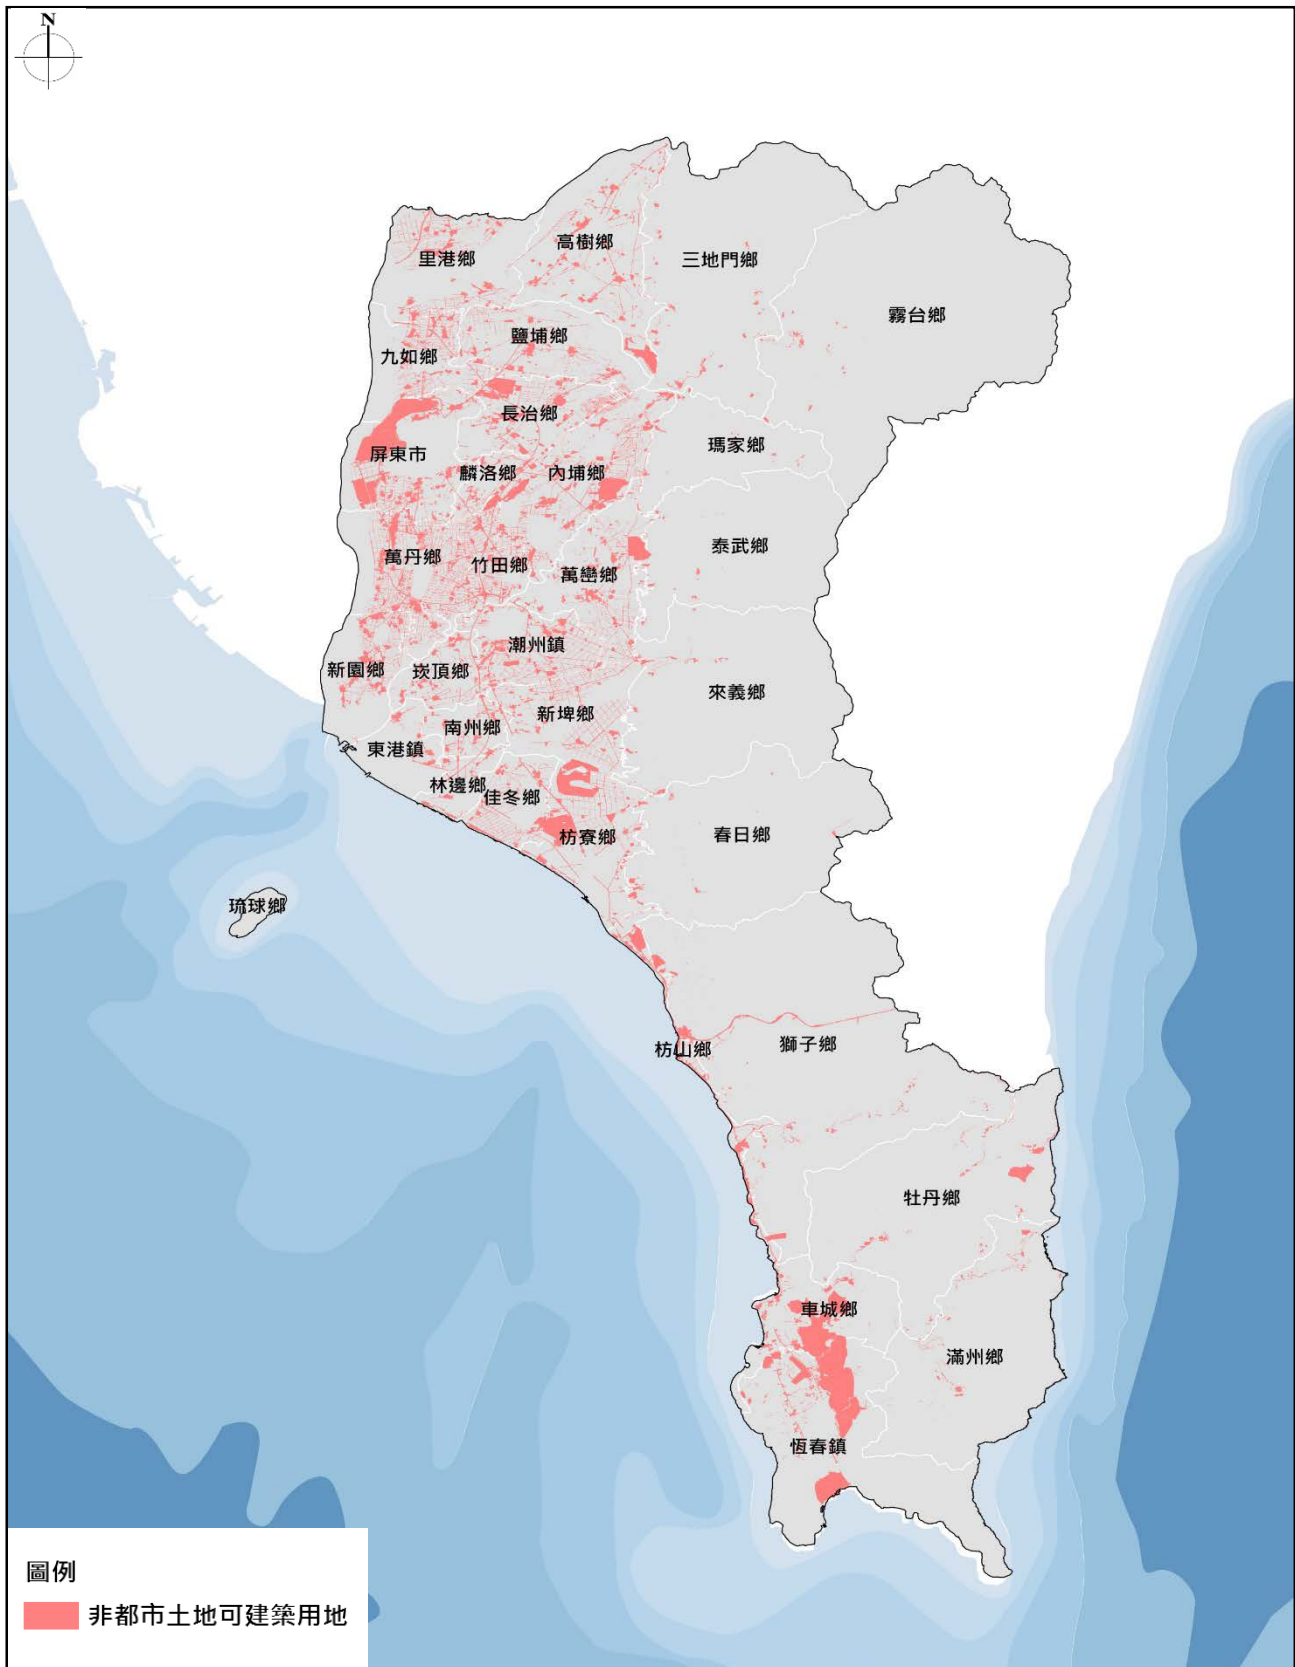 N
高樹鄉
里港鄉
三地門鄉
霧台鄉
鹽埔鄉
九如鄉
長治鄉
屏東市
瑪家鄉
麟洛鄉
內埔鄉
泰武鄉
萬丹鄉
竹田鄉
萬巒鄉
潮州鎮
新園鄉
崁頂鄉
來義鄉
新埤鄉
南州鄉
東港鎮
林邊鄉
佳冬鄉
枋寮鄉
春日鄉
琉球鄉
枋山鄉
獅子鄉
牡丹鄉
車城鄉
滿州鄉
恆春鎮
圖例
非都市土地可建築用地